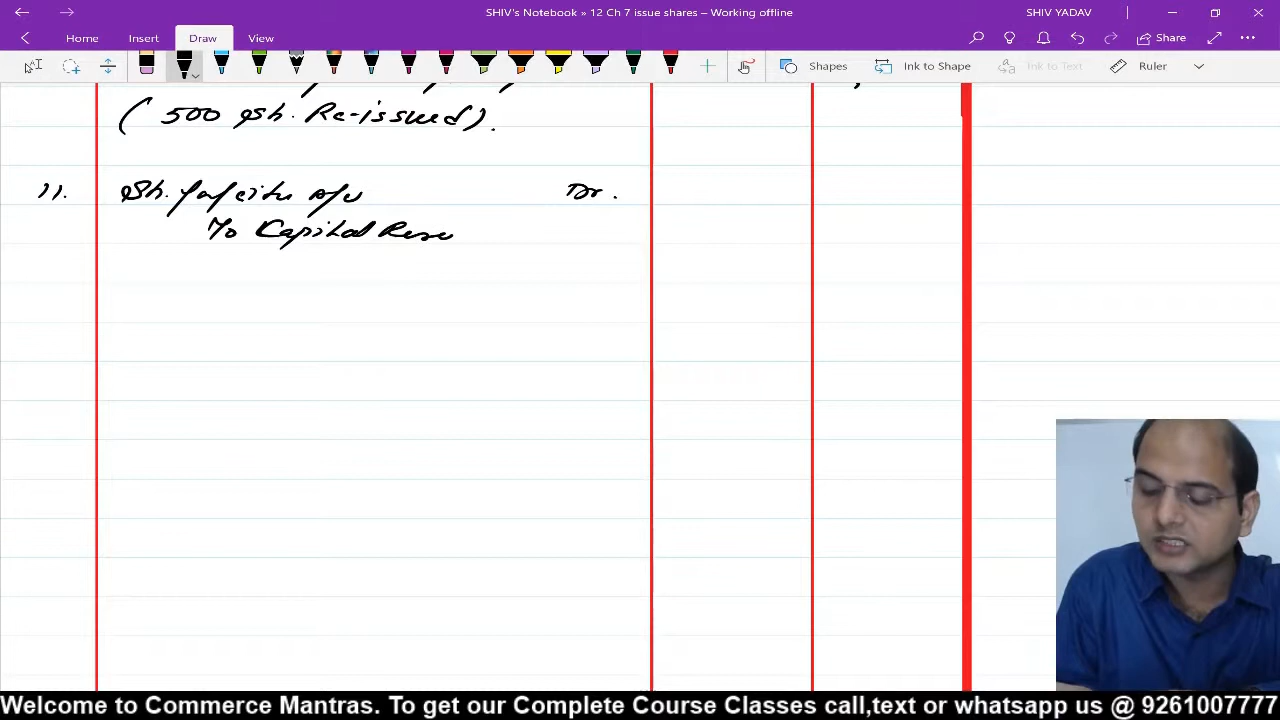 SHIV's Notebook » 12 Ch 7 issue shares – Working offline
SHIV YADAV
Home Insert Draw View
Share
Shapes Ink to Shape Ink to Text Ruler
( 500 Sh. Re-issued).
11. Sh. forfeiture A/c Dr.
To Capital Rese
Welcome to Commerce Mantras. To get our Complete Course Classes call,text or whatsapp us @ 9261007777